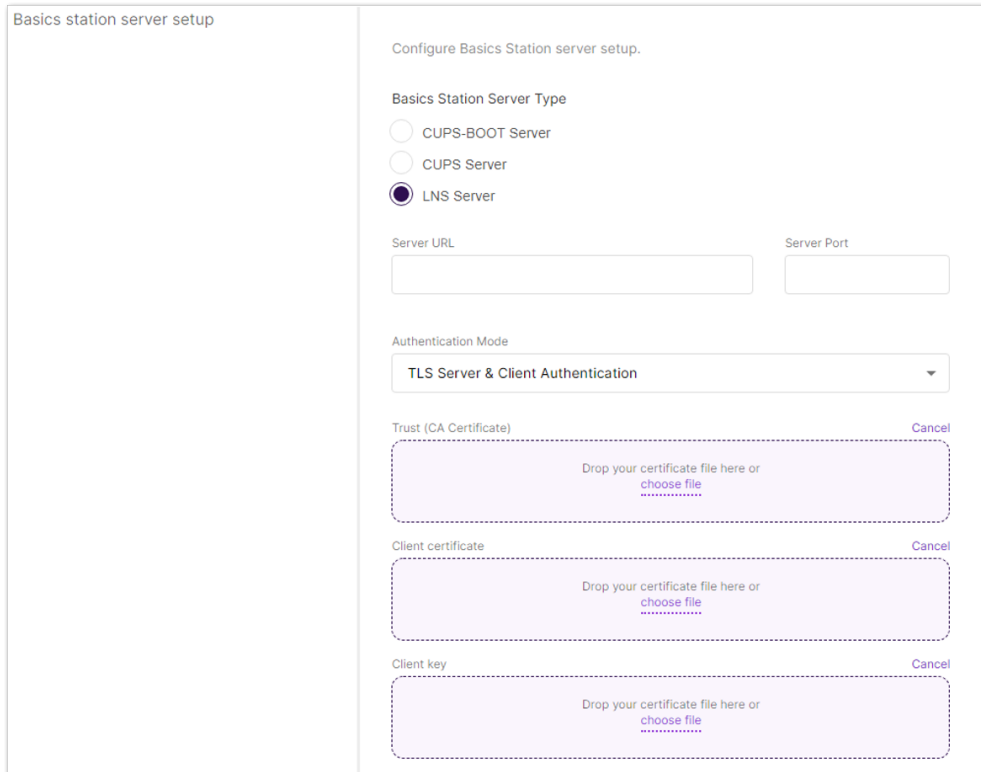 Basics station server setup
Configure Basics Station server setup.
Basics Station Server Type
CUPS-BOOT Server
CUPS Server
LNS Server
Server URL
Server Port
Authentication Mode
TLS Server & Client Authentication
Trust (CA Certificate)
Cancel
Drop your certificate file here or
choose file
Client certificate
Cancel
Drop your certificate file here or
choose file
Client key
Cancel
Drop your certificate file here or
choose file